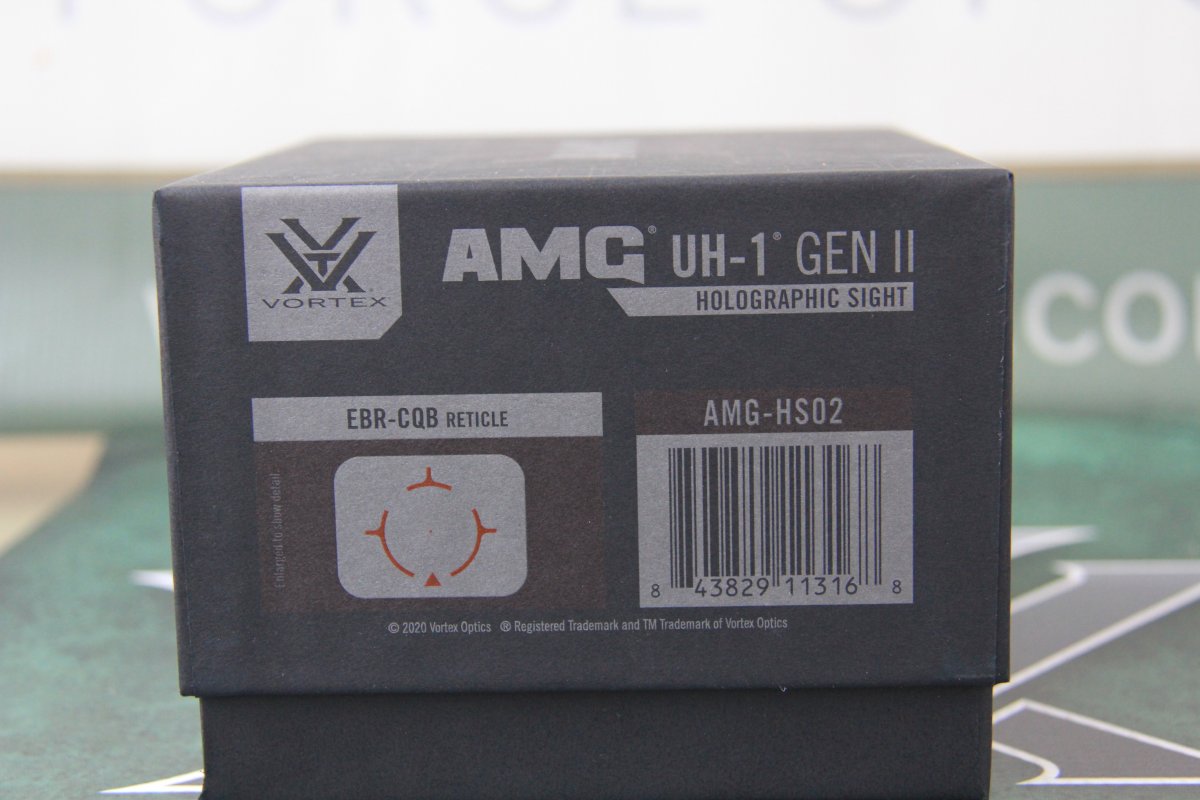 VORTEX®
AMG® UH-1® GEN II
HOLOGRAPHIC SIGHT
EBR-CQB RETICLE
Enlarged to show detail
AMG-HS02
8 43829 11316 8
© 2020 Vortex Optics ® Registered Trademark and TM Trademark of Vortex Optics